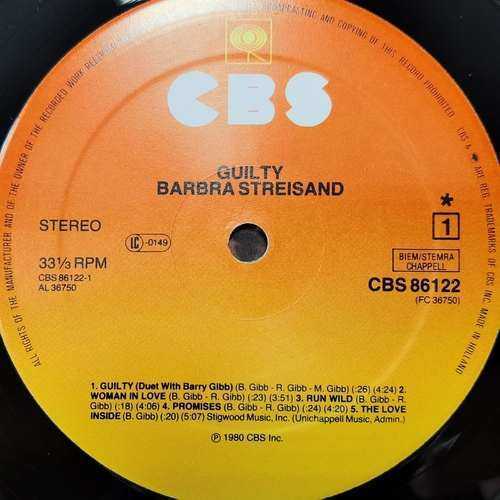 ALL RIGHTS OF THE MANUFACTURER AND OF THE OWNER OF THE RECORDED WORK
BROADCASTING AND COPYING OF THIS RECORD PROHIBITED
CBS & ARE REG. TRADEMARKS OF CBS INC. MADE IN HOLLAND
CBS
GUILTY
BARBRA STREISAND
STEREO
LC-0149
*
1
33⅓ RPM
CBS 86122-1
AL 36750
BIEM/STEMRA
CHAPPELL
CBS 86122
(FC 36750)
1. GUILTY (Duet With Barry Gibb) (B. Gibb - R. Gibb - M. Gibb) (:26) (4:24) 2.
WOMAN IN LOVE (B. Gibb - R. Gibb) (:23) (3:51) 3. RUN WILD (B. Gibb - R.
Gibb) (:18) (4:06) 4. PROMISES (B. Gibb - R. Gibb) (:24) (4:20) 5. THE LOVE
INSIDE (B. Gibb) (:20) (5:07) Stigwood Music, Inc. (Unichappell Music, Admin.)
Ⓟ 1980 CBS Inc.